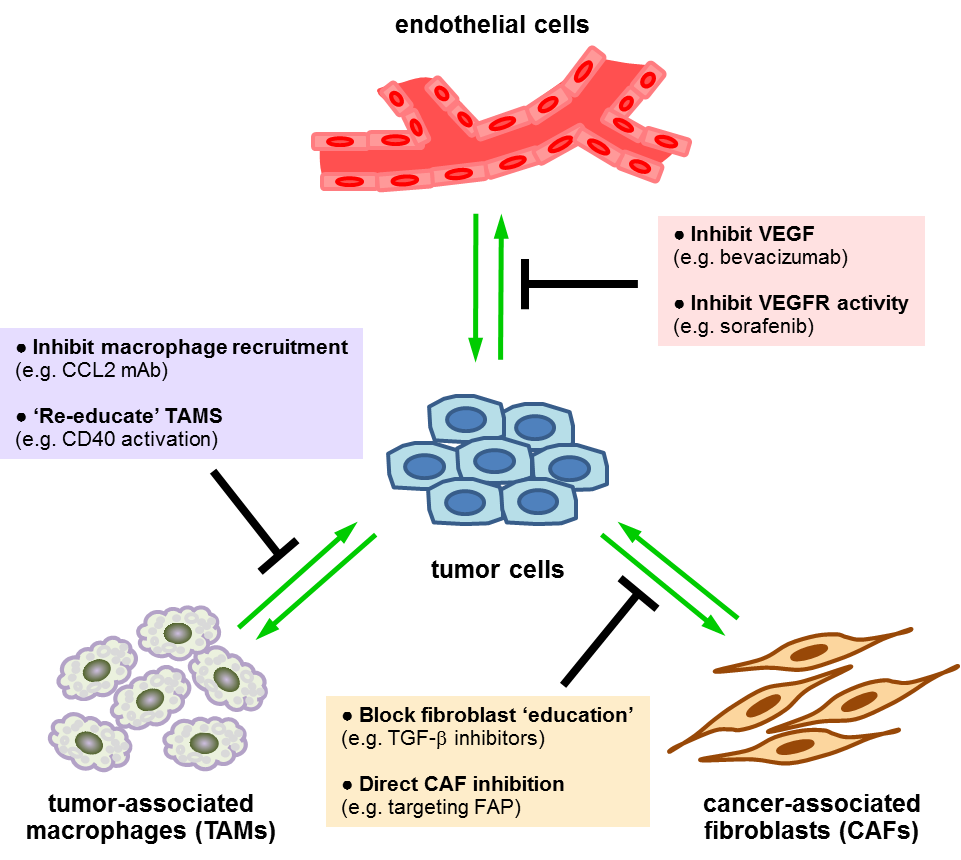 endothelial cells
● Inhibit VEGF
(e.g. bevacizumab)
● Inhibit VEGFR activity
(e.g. sorafenib)
● Inhibit macrophage recruitment
(e.g. CCL2 mAb)
● ‘Re-educate’ TAMS
(e.g. CD40 activation)
tumor cells
● Block fibroblast ‘education’
(e.g. TGF-β inhibitors)
● Direct CAF inhibition
(e.g. targeting FAP)
tumor-associated
macrophages (TAMs)
cancer-associated
fibroblasts (CAFs)